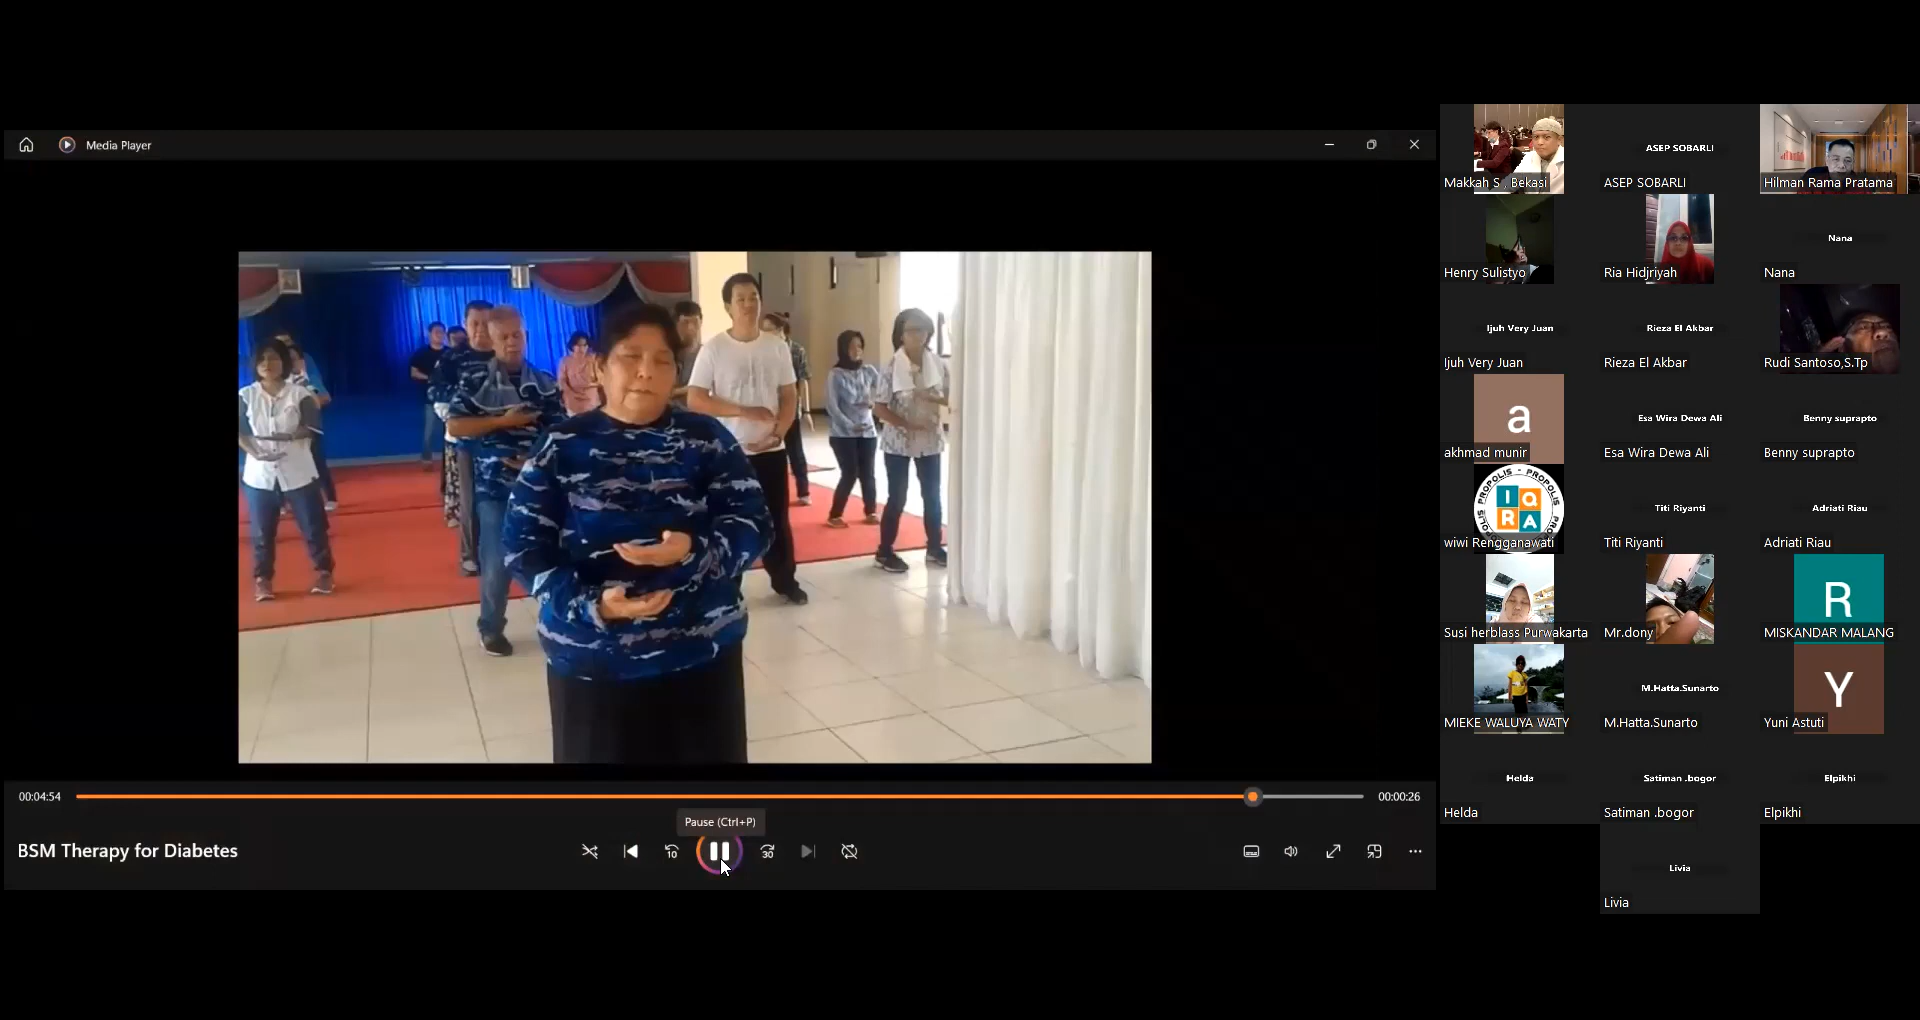 Media Player
00:04:54
00:00:26
Pause (Ctrl+P)
BSM Therapy for Diabetes
10
30
Makkah S , Bekasi
ASEP SOBARLI
ASEP SOBARLI
Hilman Rama Pratama
Henry Sulistyo
Ria Hidjriyah
Nana
Nana
Ijuh Very Juan
Ijuh Very Juan
Rieza El Akbar
Rieza El Akbar
Rudi Santoso,S.Tp
a
akhmad munir
Esa Wira Dewa Ali
Esa Wira Dewa Ali
Benny suprapto
Benny suprapto
PROPOLIS - PROPOLIS
IQ
RA
wiwi Rengganawati
Titi Riyanti
Titi Riyanti
Adriati Riau
Adriati Riau
Susi herblass Purwakarta
Mr.dony
R
MISKANDAR MALANG
MIEKE WALUYA WATY
M.Hatta.Sunarto
M.Hatta.Sunarto
Y
Yuni Astuti
Helda
Helda
Satiman .bogor
Satiman .bogor
Elpikhi
Elpikhi
Livia
Livia